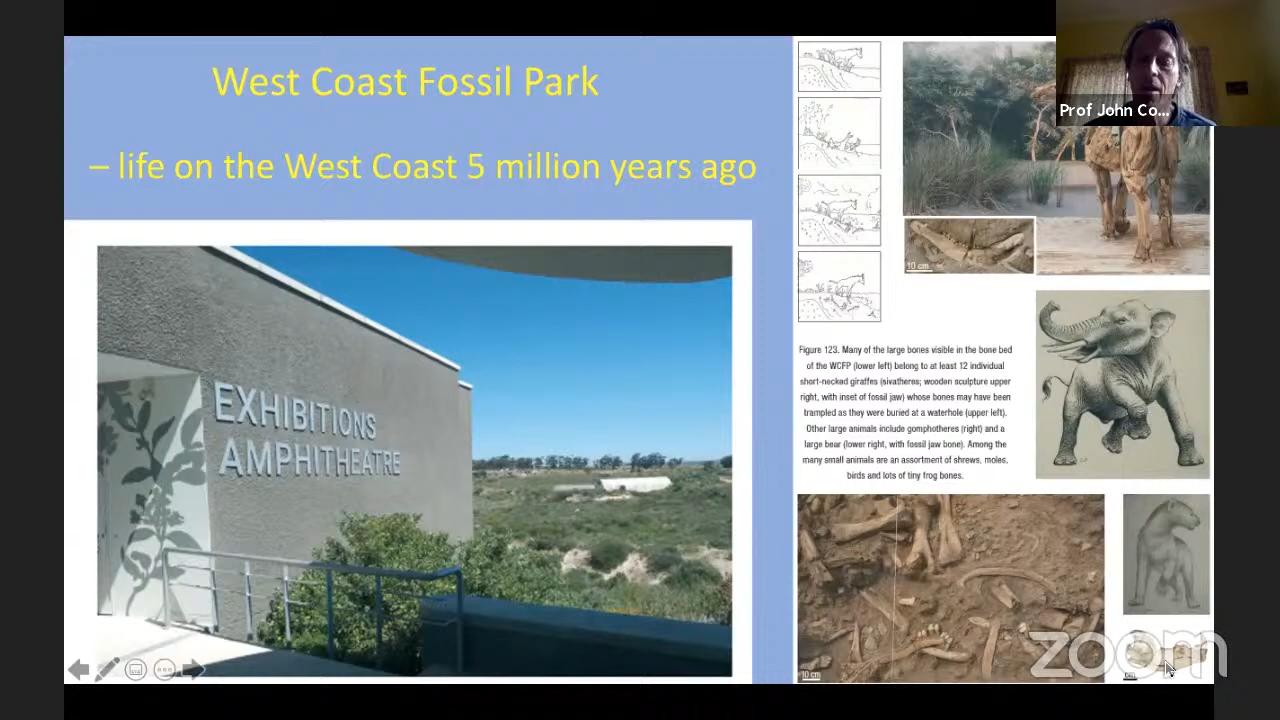 West Coast Fossil Park
– life on the West Coast 5 million years ago
EXHIBITIONS
AMPHITHEATRE
Prof John Co...
10 cm
Figure 123. Many of the large bones visible in the bone bed
of the WCFP (lower left) belong to at least 12 individual
short-necked giraffes (sivatheres; wooden sculpture upper
right, with inset of fossil jaw) whose bones may have been
trampled as they were buried at a waterhole (upper left).
Other large animals include gomphotheres (right) and a
large bear (lower right, with fossil jaw bone). Among the
many small animals are an assortment of shrews, moles,
birds and lots of tiny frog bones.
10 cm
zoom